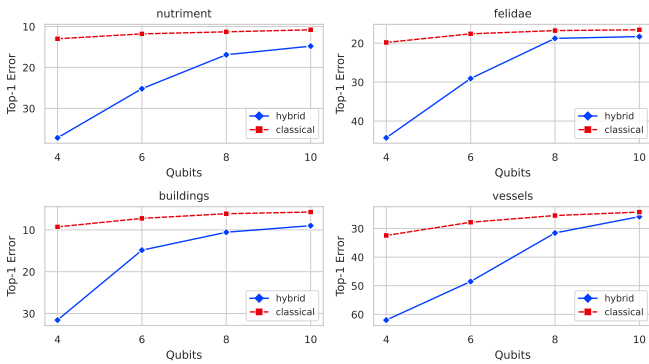 nutriment
10
20
30
Top-1 Error
hybrid
classical
4 6 8 10
Qubits
felidae
20
30
40
Top-1 Error
hybrid
classical
4 6 8 10
Qubits
buildings
10
20
30
Top-1 Error
hybrid
classical
4 6 8 10
Qubits
vessels
30
40
50
60
Top-1 Error
hybrid
classical
4 6 8 10
Qubits